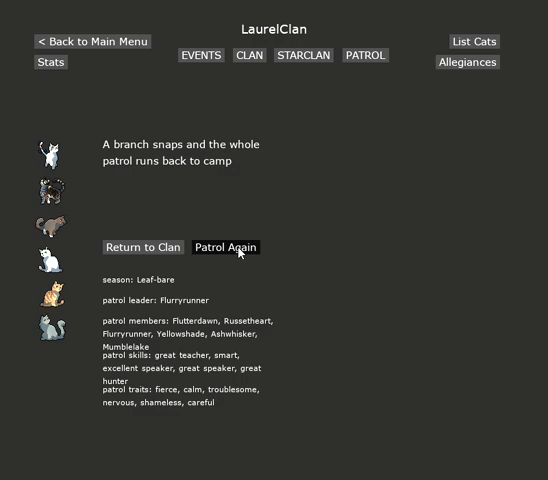 LaurelClan
< Back to Main Menu
List Cats
EVENTS
CLAN
STARCLAN
PATROL
Stats
Allegiances
A branch snaps and the whole
patrol runs back to camp
Return to Clan
Patrol Again
season: Leaf-bare
patrol leader: Flurryrunner
patrol members: Flutterdawn, Russetheart,
Flurryrunner, Yellowshade, Ashwhisker,
Mumblelake
patrol skills: great teacher, smart,
excellent speaker, great speaker, great
hunter
patrol traits: fierce, calm, troublesome,
nervous, shameless, careful